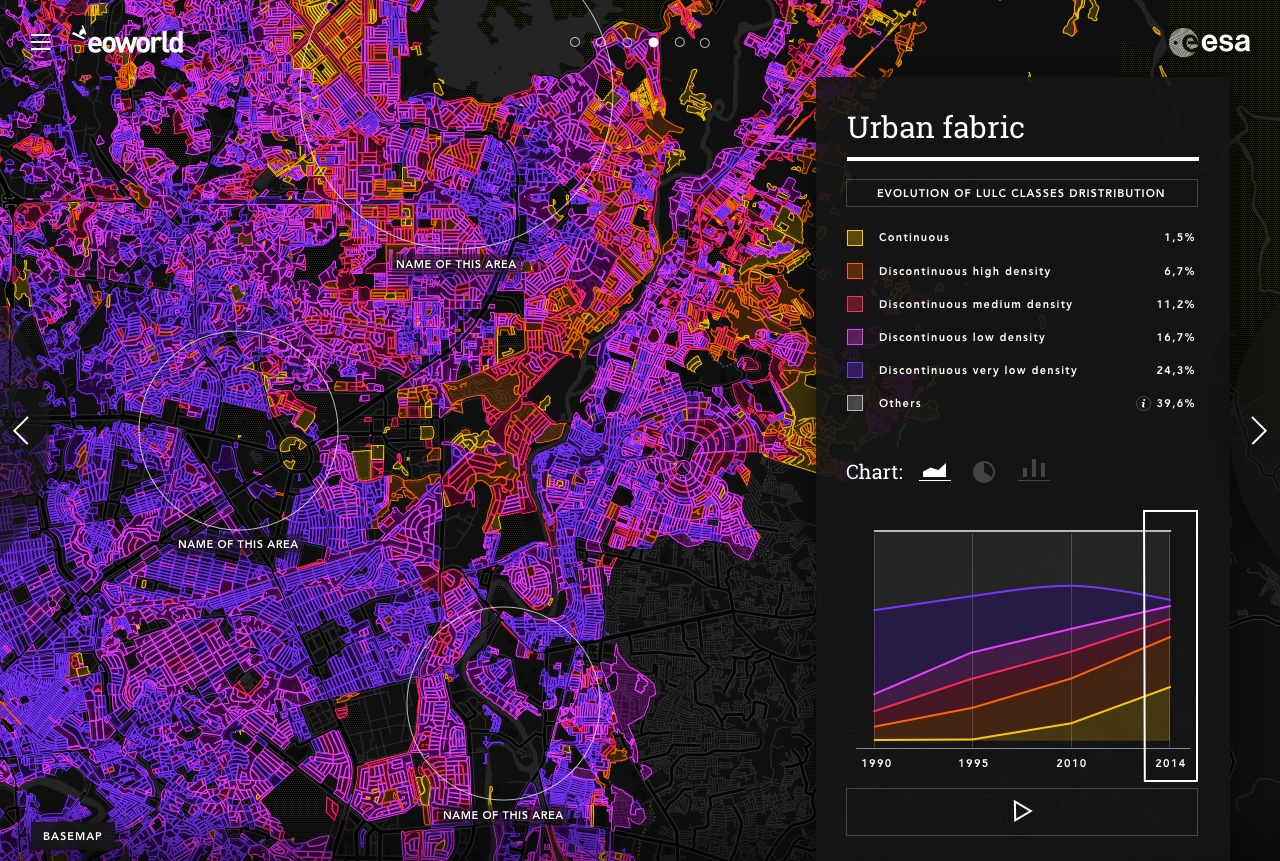 eoworld
esa
Urban fabric
EVOLUTION OF LULC CLASSES DRISTRIBUTION
Continuous 1,5%
Discontinuous high density 6,7%
Discontinuous medium density 11,2%
Discontinuous low density 16,7%
Discontinuous very low density 24,3%
Others i 39,6%
Chart:
1990 1995 2010 2014
NAME OF THIS AREA
NAME OF THIS AREA
NAME OF THIS AREA
BASEMAP